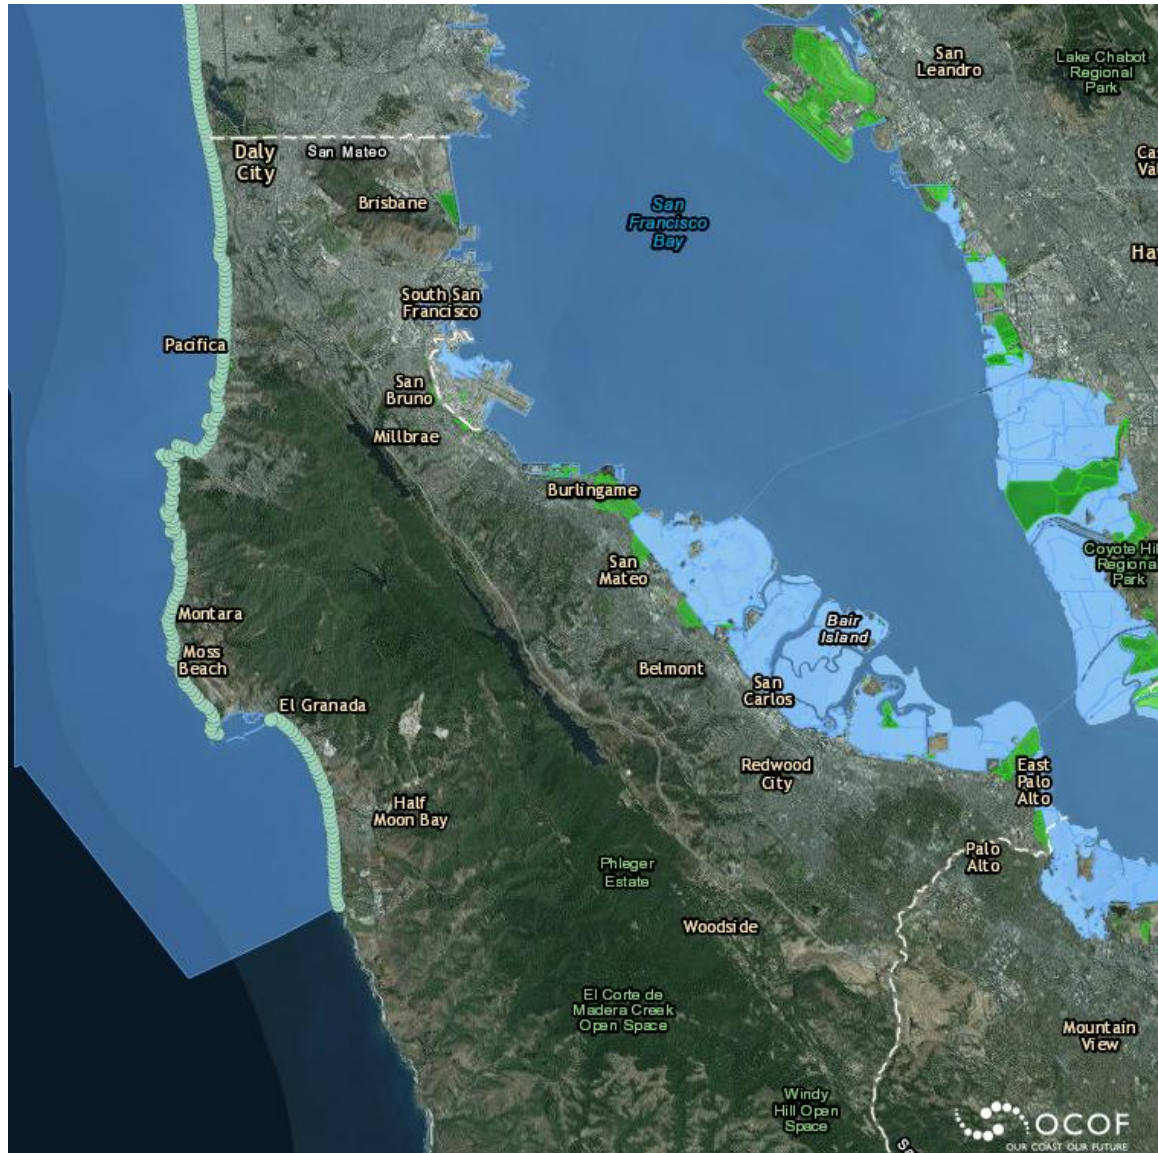 San
Leandro
Lake Chabot
Regional
Park
Daly
City
San Mateo
Brisbane
San
Francisco
Bay
South San
Francisco
Pacifica
San
Bruno
Millbrae
Burlingame
San
Mateo
Coyote Hil
Regional
Park
Montara
Bair
Island
Moss
Beach
Belmont
San
Carlos
El Granada
Redwood
City
East
Palo
Alto
Half
Moon Bay
Palo
Alto
Phleger
Estate
Woodside
El Corte de
Madera Creek
Open Space
Mountain
View
Windy
Hill Open
Space
OCOF
OUR COAST OUR FUTURE